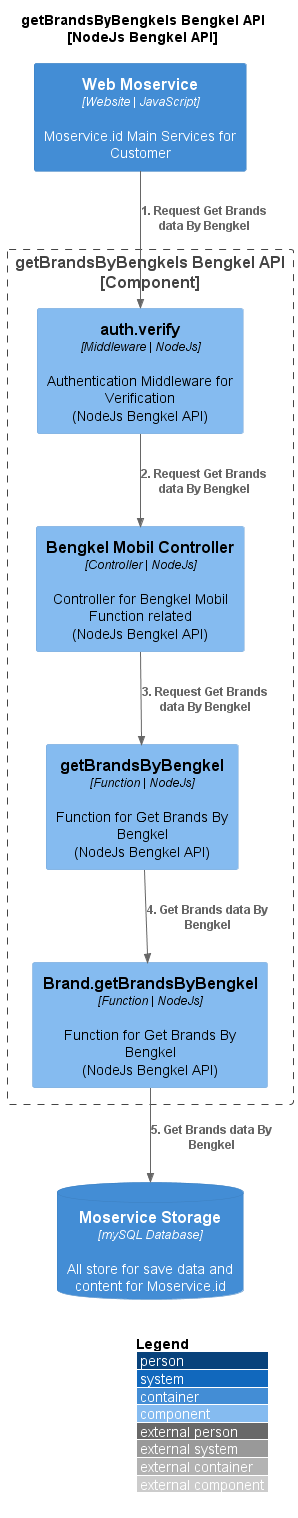 getBrandsByBengkels Bengkel API
[NodeJs Bengkel API]
Web Moservice
[Website | JavaScript]
Moservice.id Main Services for
Customer
1. Request Get Brands
data By Bengkel
getBrandsByBengkels Bengkel API
[Component]
auth.verify
[Middleware | NodeJs]
Authentication Middleware for
Verification
(NodeJs Bengkel API)
2. Request Get Brands
data By Bengkel
Bengkel Mobil Controller
[Controller | NodeJs]
Controller for Bengkel Mobil
Function related
(NodeJs Bengkel API)
3. Request Get Brands
data By Bengkel
getBrandsByBengkel
[Function | NodeJs]
Function for Get Brands By
Bengkel
(NodeJs Bengkel API)
4. Get Brands data By
Bengkel
Brand.getBrandsByBengkel
[Function | NodeJs]
Function for Get Brands By
Bengkel
(NodeJs Bengkel API)
5. Get Brands data By
Bengkel
Moservice Storage
[mySQL Database]
All store for save data and
content for Moservice.id
Legend
person
system
container
component
external person
external system
external container
external component